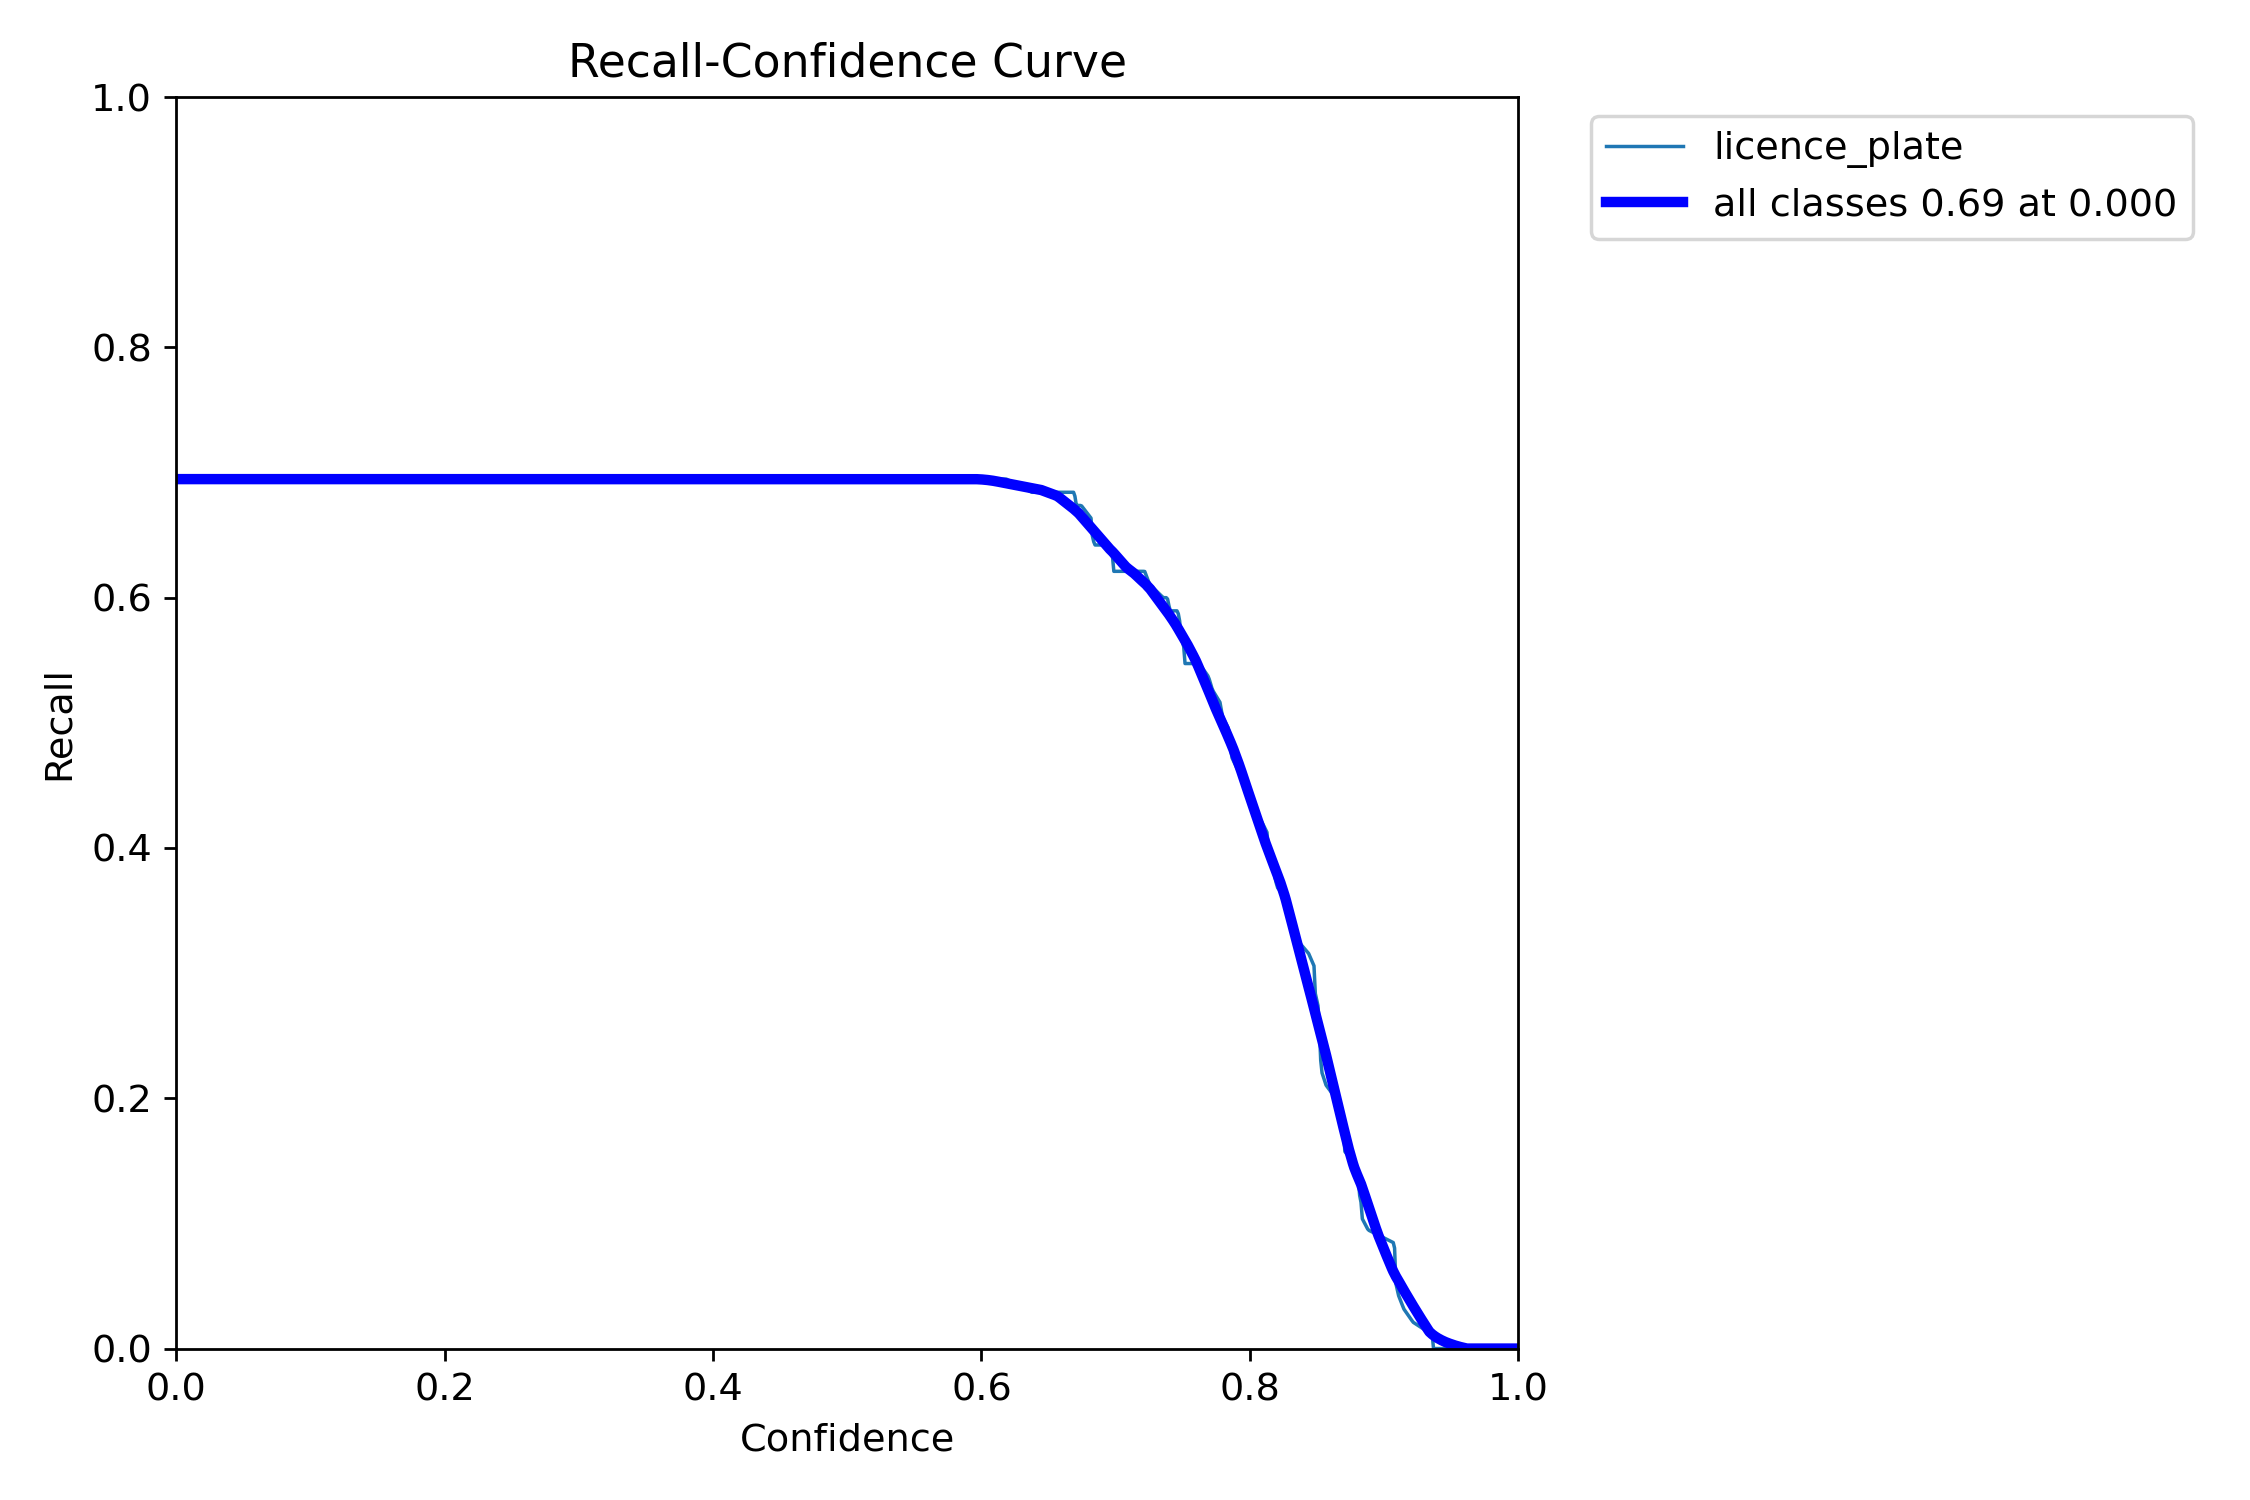 Recall-Confidence Curve
1.0
0.8
0.6
0.4
0.2
0.0
Recall
0.0 0.2 0.4 0.6 0.8 1.0
Confidence
licence_plate
all classes 0.69 at 0.000